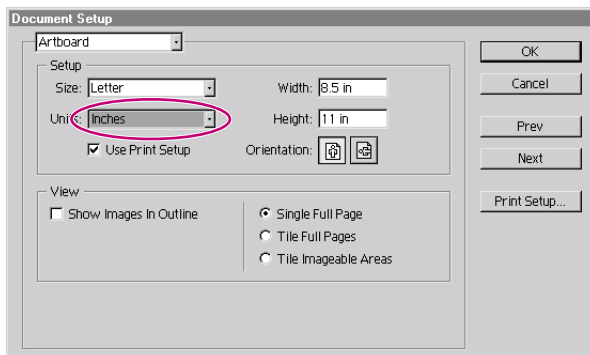 Document Setup
Artboard
OK
Setup
Size: Letter
Width: 8.5 in
Cancel
Units: Inches
Height: 11 in
Prev
Use Print Setup
Orientation:
Next
View
Print Setup...
Show Images In Outline
Single Full Page
Tile Full Pages
Tile Imageable Areas